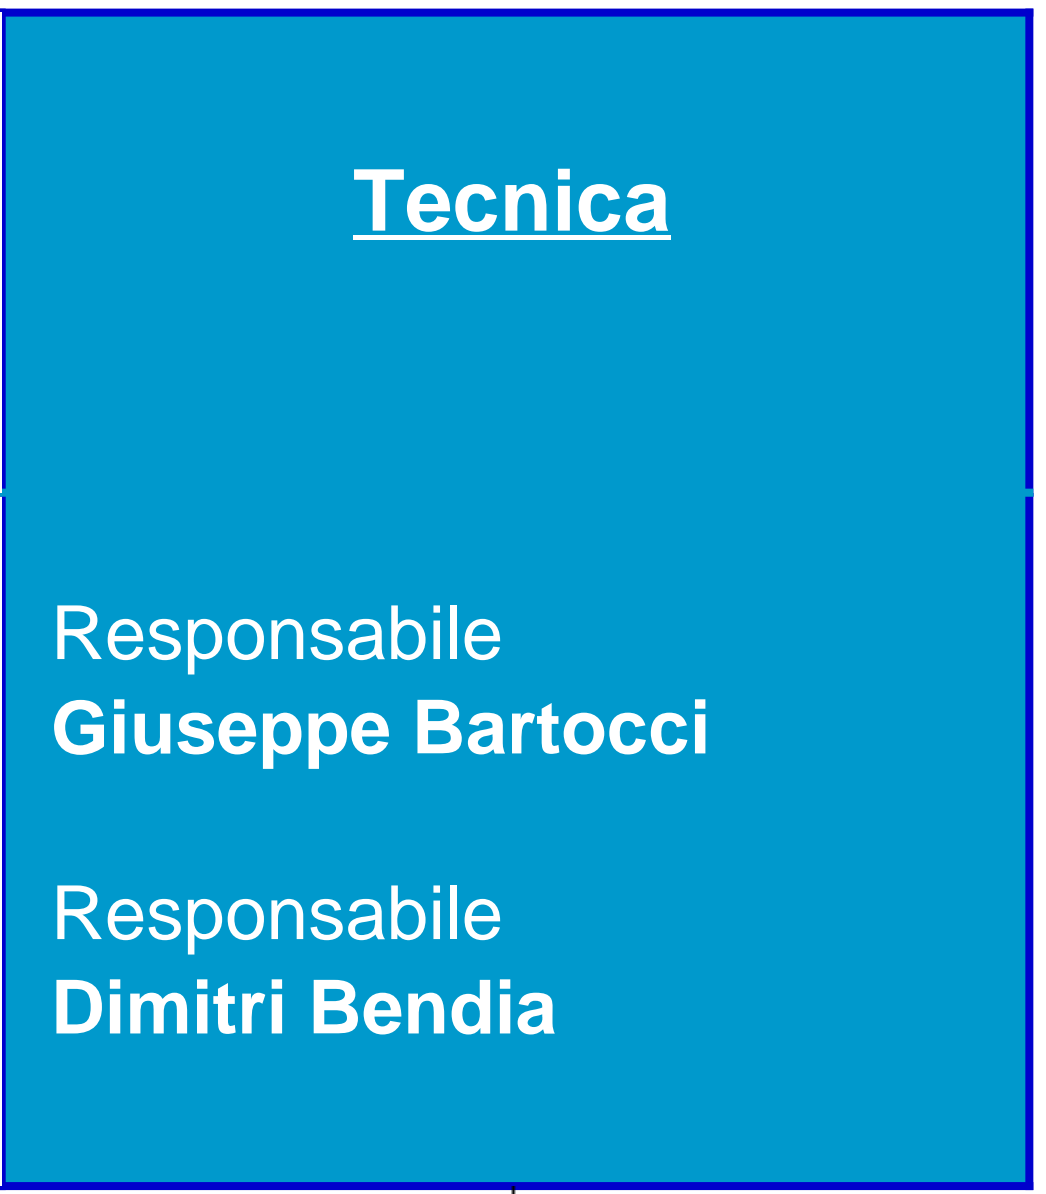 Tecnica
Responsabile
Giuseppe Bartocci
Responsabile
Dimitri Bendia